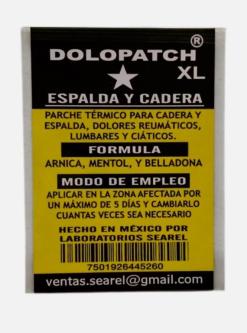 DOLOPATCH®
XL
ESPALDA Y CADERA
PARCHE TÉRMICO PARA CADERA Y
ESPALDA, DOLORES REUMÁTICOS,
LUMBARES Y CIÁTICOS.
FORMULA
ARNICA, MENTOL, Y BELLADONA
MODO DE EMPLEO
APLICAR EN LA ZONA AFECTADA POR
UN MÁXIMO DE 5 DÍAS Y CAMBIARLO
CUANTAS VECES SEA NECESARIO
HECHO EN MÉXICO POR
LABORATORIOS SEAREL
7501926445260
ventas.searel@gmail.com